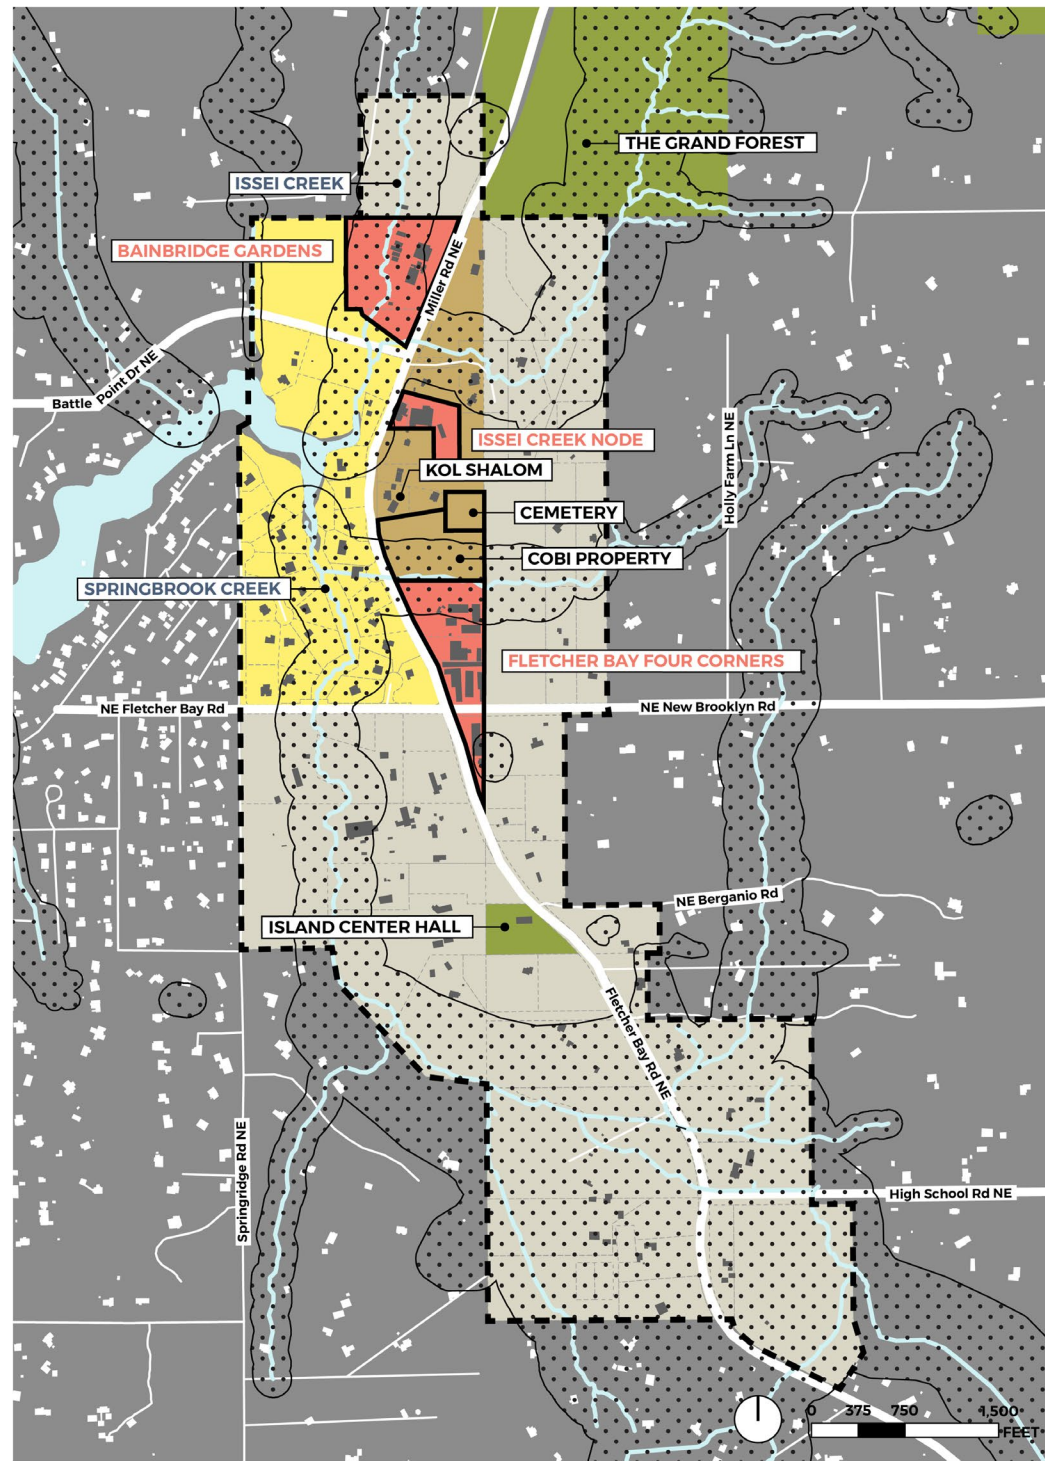 THE GRAND FOREST
ISSEI CREEK
BAINBRIDGE GARDENS
Miller Rd NE
Battle Point Dr NE
ISSEI CREEK NODE
KOL SHALOM
Holly Farm Ln NE
CEMETERY
COBI PROPERTY
SPRINGBROOK CREEK
FLETCHER BAY FOUR CORNERS
NE Fletcher Bay Rd
NE New Brooklyn Rd
NE Berganio Rd
ISLAND CENTER HALL
Fletcher Bay Rd NE
Springridge Rd NE
High School Rd NE
0 375 750 1,500
FEET